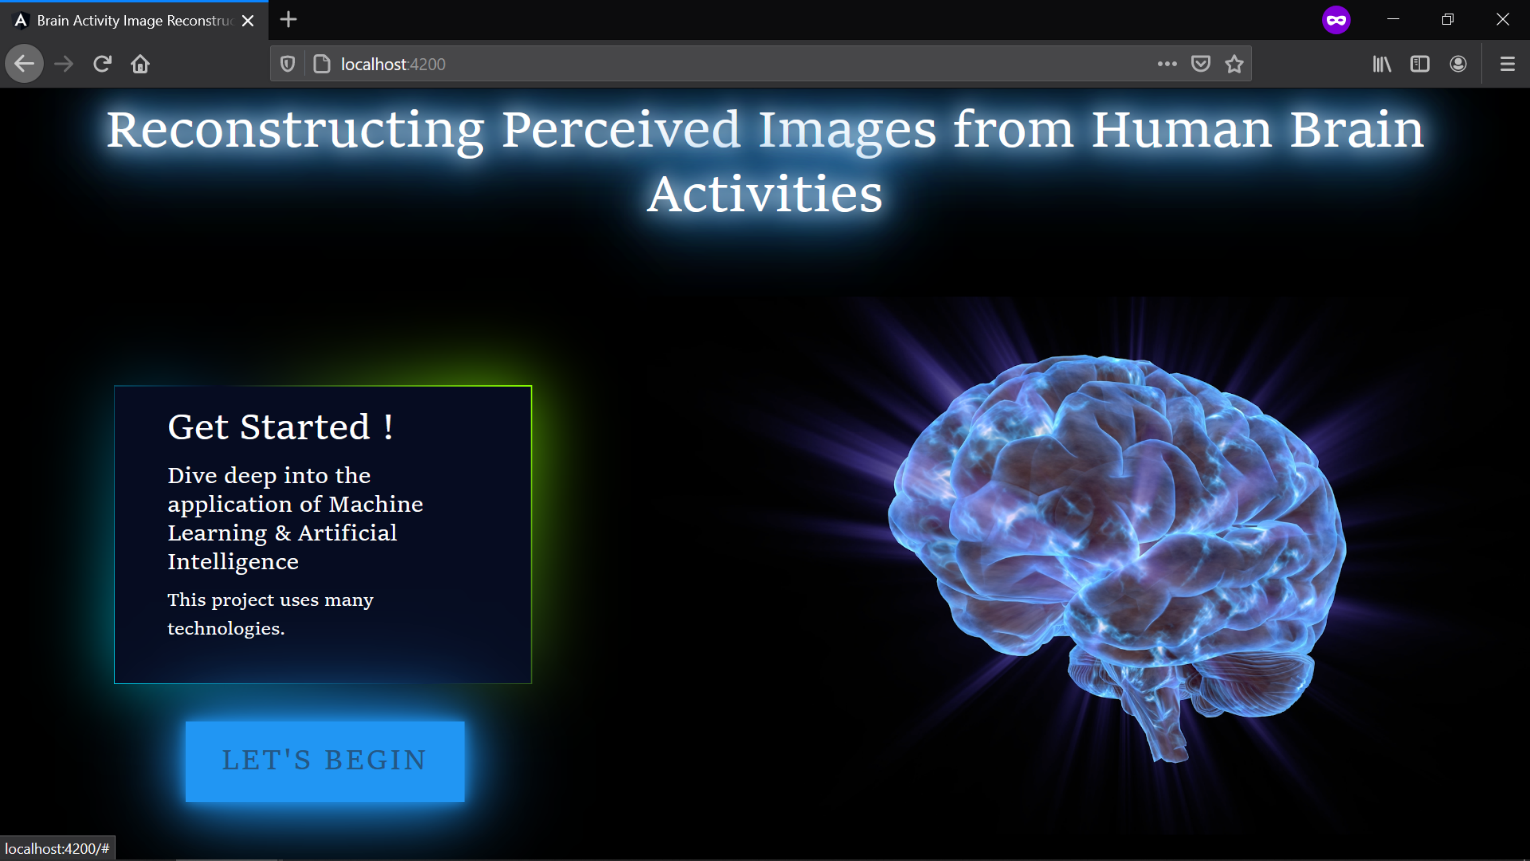 Brain Activity Image Reconstruc
localhost:4200
Reconstructing Perceived Images from Human Brain
Activities
Get Started !
Dive deep into the
application of Machine
Learning & Artificial
Intelligence
This project uses many
technologies.
LET'S BEGIN
localhost:4200/#